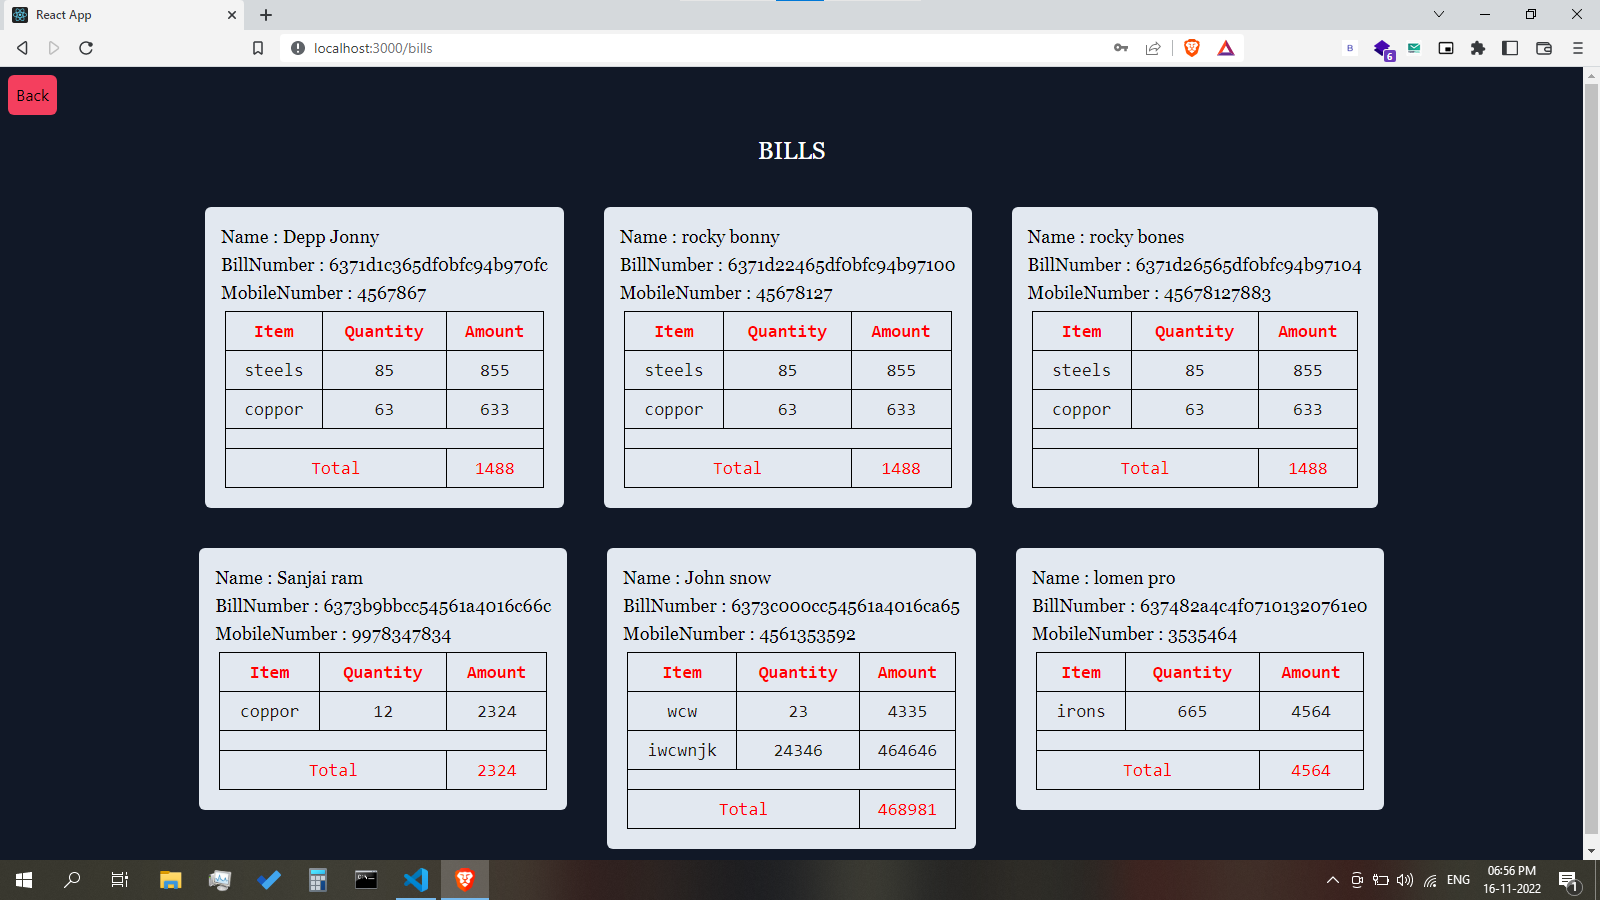 React App
localhost:3000/bills
B
6
Back
BILLS
Name : Depp Jonny
BillNumber : 6371d1c365df0bfc94b970fc
MobileNumber : 4567867
Item Quantity Amount
steels 85 855
coppor 63 633
Total 1488
Name : rocky bonny
BillNumber : 6371d22465df0bfc94b97100
MobileNumber : 45678127
Item Quantity Amount
steels 85 855
coppor 63 633
Total 1488
Name : rocky bones
BillNumber : 6371d26565df0bfc94b97104
MobileNumber : 45678127883
Item Quantity Amount
steels 85 855
coppor 63 633
Total 1488
Name : Sanjai ram
BillNumber : 6373b9bbcc54561a4016c66c
MobileNumber : 9978347834
Item Quantity Amount
coppor 12 2324
Total 2324
Name : John snow
BillNumber : 6373c000cc54561a4016ca65
MobileNumber : 4561353592
Item Quantity Amount
wcw 23 4335
iwcwnjk 24346 464646
Total 468981
Name : lomen pro
BillNumber : 637482a4c4f07101320761e0
MobileNumber : 3535464
Item Quantity Amount
irons 665 4564
Total 4564
ENG
06:56 PM
16-11-2022
1